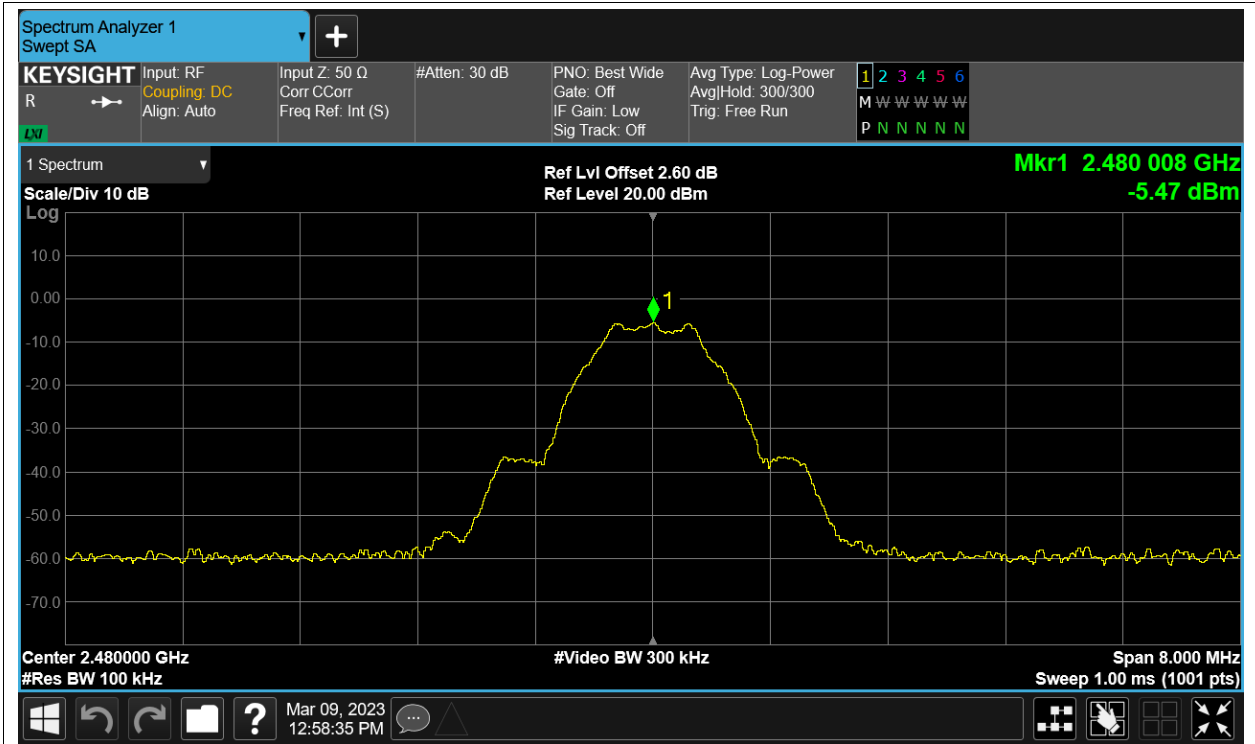 Spectrum Analyzer 1
Swept SA
KEYSIGHT
R
LXI
Input: RF
Coupling: DC
Align: Auto
Input Z: 50 Ω
Corr CCorr
Freq Ref: Int (S)
#Atten: 30 dB
PNO: Best Wide
Gate: Off
IF Gain: Low
Sig Track: Off
Avg Type: Log-Power
Avg|Hold: 300/300
Trig: Free Run
1 2 3 4 5 6
M W W W W W
P N N N N N
1 Spectrum
Scale/Div 10 dB
Ref Lvl Offset 2.60 dB
Ref Level 20.00 dBm
Mkr1 2.480 008 GHz
-5.47 dBm
Log
10.0
0.00
1
-10.0
-20.0
-30.0
-40.0
-50.0
-60.0
-70.0
Center 2.480000 GHz
#Video BW 300 kHz
Span 8.000 MHz
#Res BW 100 kHz
Sweep 1.00 ms (1001 pts)
?
Mar 09, 2023
12:58:35 PM